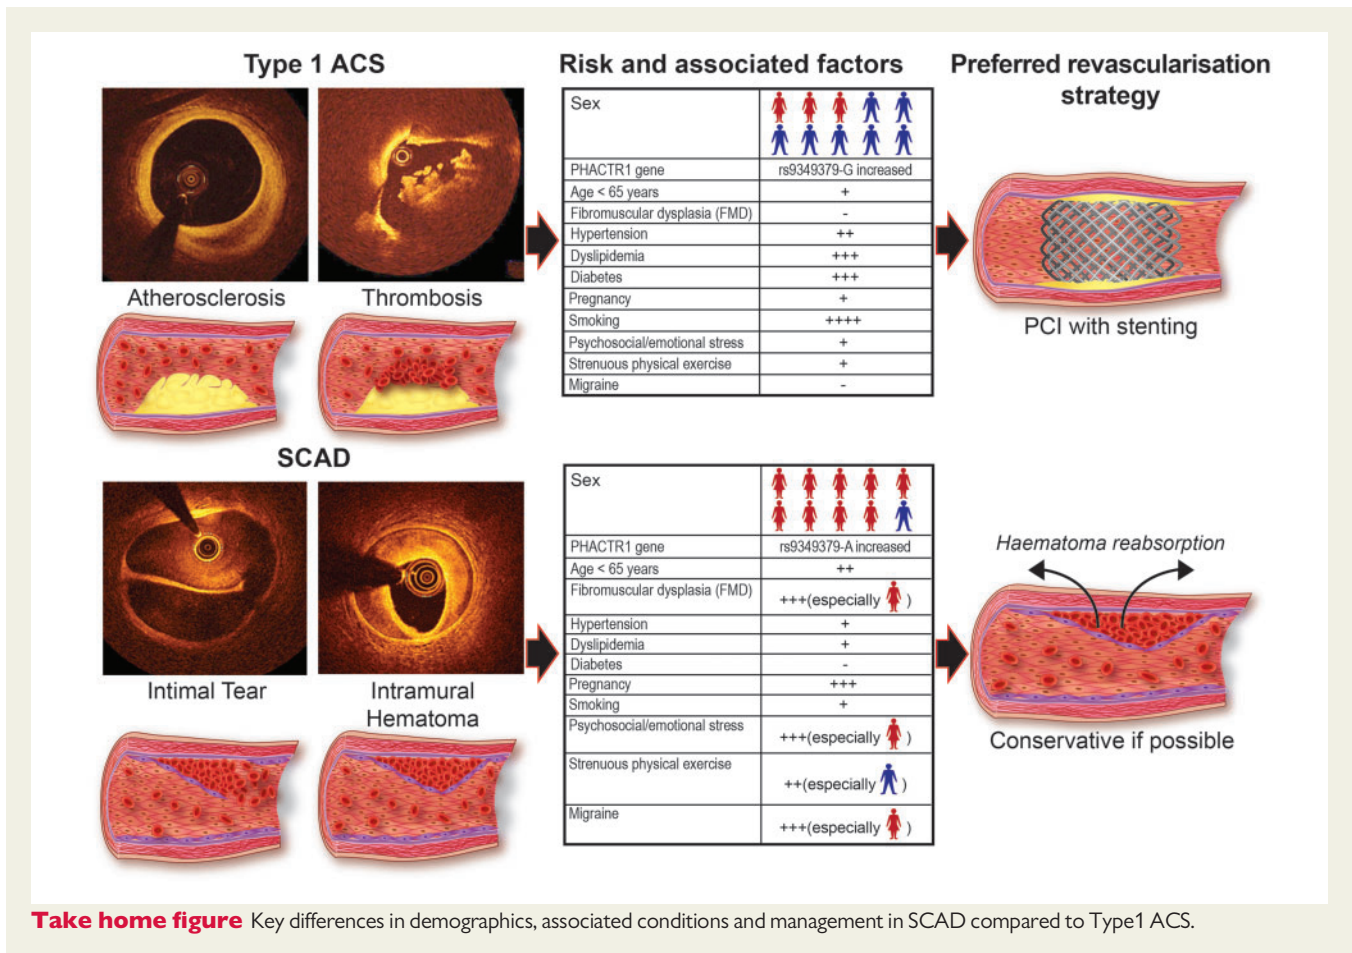 Type 1 ACS
Risk and associated factors
Preferred revascularisation
strategy
Atherosclerosis
Thrombosis
Sex
PHACTR1 gene rs9349379-G increased
Age < 65 years +
Fibromuscular dysplasia (FMD) -
Hypertension ++
Dyslipidemia +++
Diabetes +++
Pregnancy +
Smoking ++++
Psychosocial/emotional stress +
Strenuous physical exercise +
Migraine -
PCI with stenting
SCAD
Intimal Tear
Intramural
Hematoma
Sex
PHACTR1 gene rs9349379-A increased
Age < 65 years ++
Fibromuscular dysplasia (FMD) +++(especially )
Hypertension +
Dyslipidemia +
Diabetes -
Pregnancy +++
Smoking +
Psychosocial/emotional stress +++(especially )
Strenuous physical exercise ++(especially )
Migraine +++(especially )
Haematoma reabsorption
Conservative if possible
Take home figure Key differences in demographics, associated conditions and management in SCAD compared to Type1 ACS.